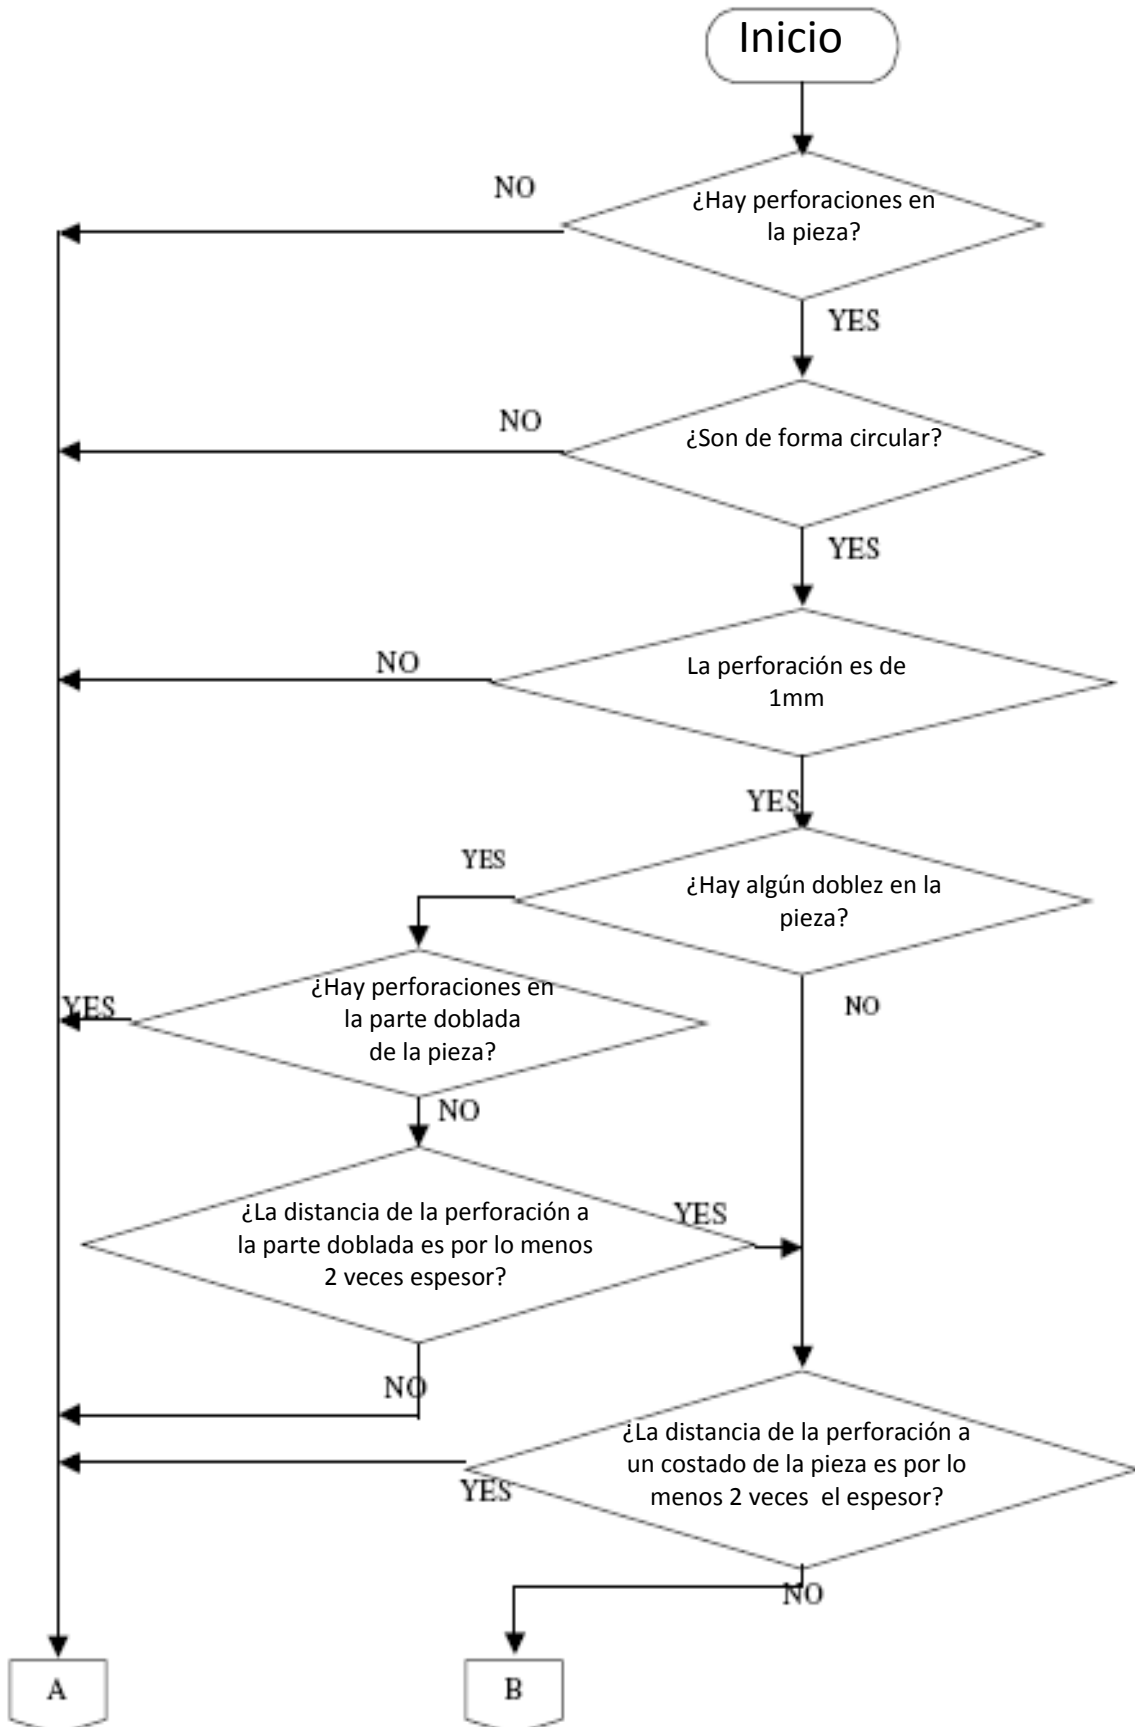 Inicio
NO
¿Hay perforaciones en
la pieza?
YES
NO
¿Son de forma circular?
YES
NO
La perforación es de
1mm
YES
YES
¿Hay algún doblez en la
pieza?
YES
¿Hay perforaciones en
la parte doblada
de la pieza?
NO
NO
¿La distancia de la perforación a
la parte doblada es por lo menos
2 veces espesor?
YES
NO
¿La distancia de la perforación a
un costado de la pieza es por lo
menos 2 veces el espesor?
YES
NO
A
B